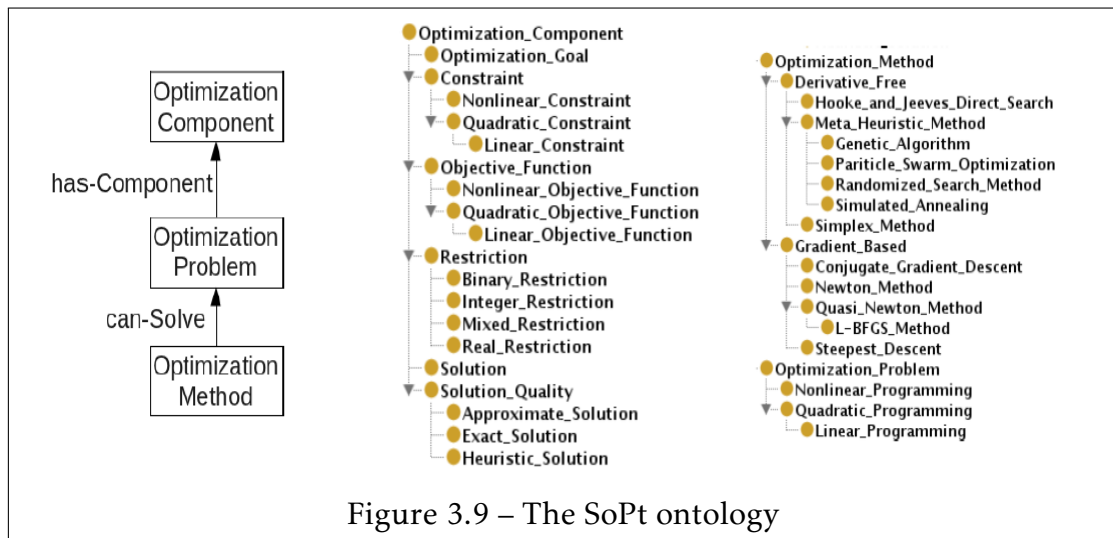 Optimization
Component
has-Component
Optimization
Problem
can-Solve
Optimization
Method
Optimization_Component
Optimization_Goal
Constraint
Nonlinear_Constraint
Quadratic_Constraint
Linear_Constraint
Objective_Function
Nonlinear_Objective_Function
Quadratic_Objective_Function
Linear_Objective_Function
Restriction
Binary_Restriction
Integer_Restriction
Mixed_Restriction
Real_Restriction
Solution
Solution_Quality
Approximate_Solution
Exact_Solution
Heuristic_Solution
Optimization_Method
Derivative_Free
Hooke_and_Jeeves_Direct_Search
Meta_Heuristic_Method
Genetic_Algorithm
Pariticle_Swarm_Optimization
Randomized_Search_Method
Simulated_Annealing
Simplex_Method
Gradient_Based
Conjugate_Gradient_Descent
Newton_Method
Quasi_Newton_Method
L-BFGS_Method
Steepest_Descent
Optimization_Problem
Nonlinear_Programming
Quadratic_Programming
Linear_Programming
Figure 3.9 – The SoPt ontology